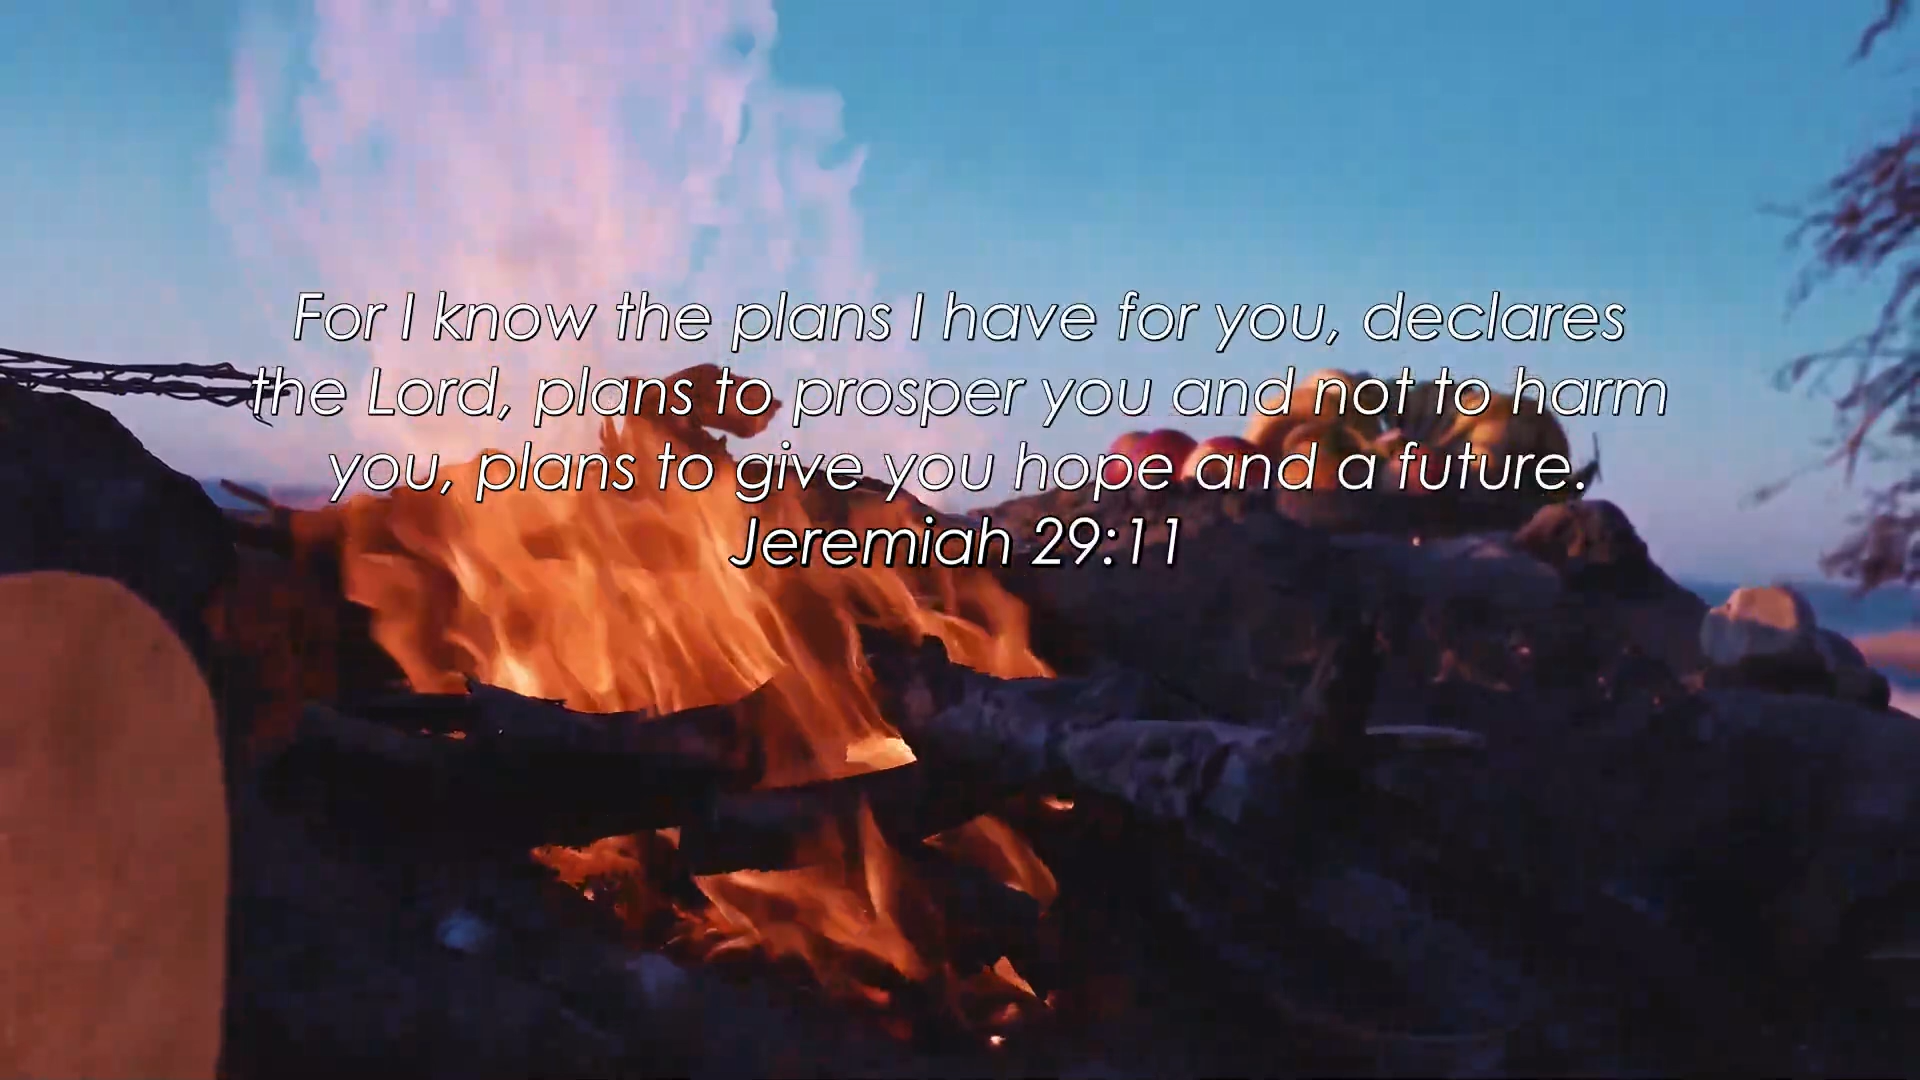 For I know the plans I have for you, declares
the Lord, plans to prosper you and not to harm
you, plans to give you hope and a future.
Jeremiah 29:11